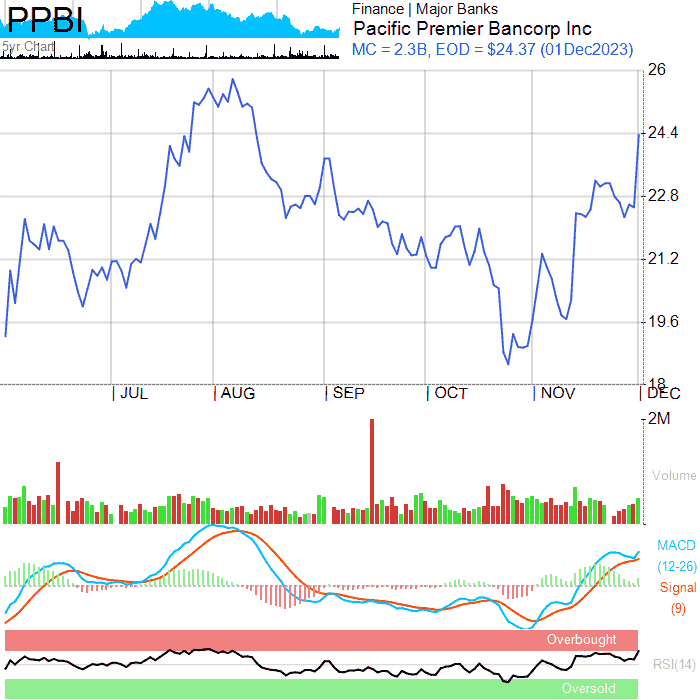 PPBI
5yr Chart
Finance | Major Banks
Pacific Premier Bancorp Inc
MC = 2.3B, EOD = $24.37 (01Dec2023)
26
24.4
22.8
21.2
19.6
18
| JUL | AUG | SEP | OCT | NOV | DEC
2M
Volume
MACD
(12-26)
Signal
(9)
Overbought
RSI(14)
Oversold